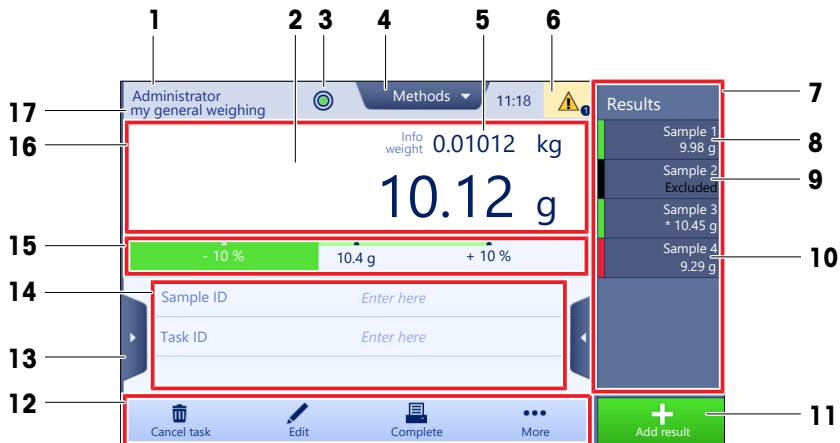 1
2
3
4
5
6
7
8
9
10
11
12
13
14
15
16
17
Administrator
my general weighing
Methods
11:18
1
Info
weight
0.01012 kg
10.12 g
- 10 %
10.4 g
+ 10 %
Sample ID Enter here
Task ID Enter here
Cancel task
Edit
Complete
More
Results
Sample 1
9.98 g
Sample 2
Excluded
Sample 3
* 10.45 g
Sample 4
9.29 g
Add result